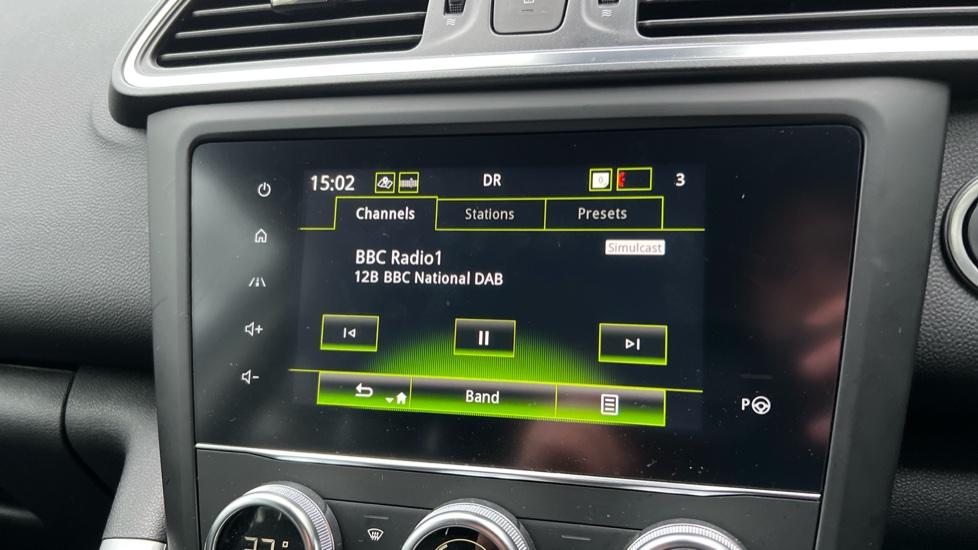 15:02 DR 3
Channels Stations Presets
Simulcast
BBC Radio1
12B BBC National DAB
Band
P